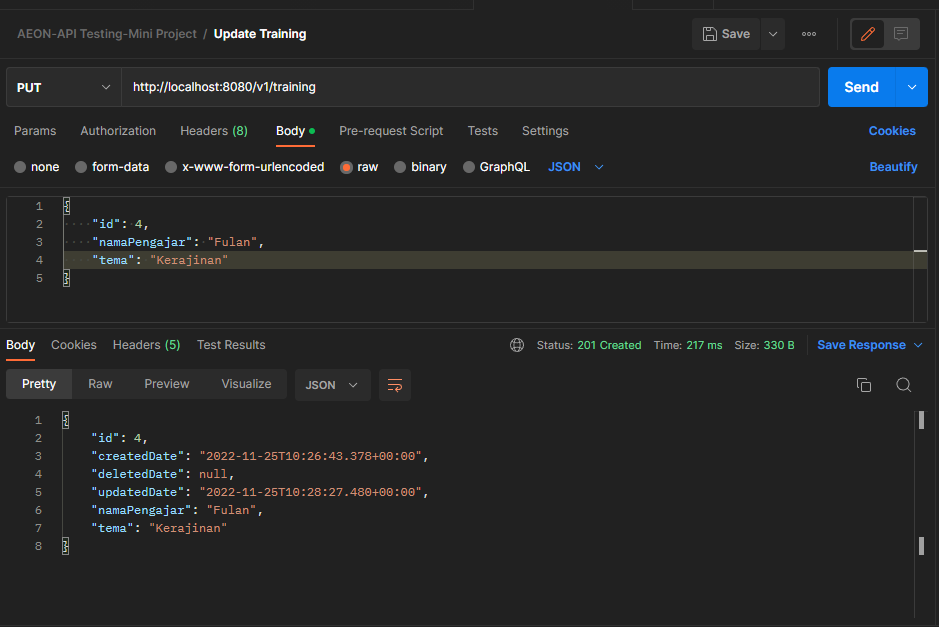 AEON-API Testing-Mini Project / Update Training
Save
PUT http://localhost:8080/v1/training Send
Params Authorization Headers (8) Body Pre-request Script Tests Settings Cookies
none form-data x-www-form-urlencoded raw binary GraphQL JSON Beautify
1 {
2 "id": 4,
3 "namaPengajar": "Fulan",
4 "tema": "Kerajinan"
5 }
Body Cookies Headers (5) Test Results Status: 201 Created Time: 217 ms Size: 330 B Save Response
Pretty Raw Preview Visualize JSON
1 {
2 "id": 4,
3 "createdDate": "2022-11-25T10:26:43.378+00:00",
4 "deletedDate": null,
5 "updatedDate": "2022-11-25T10:28:27.480+00:00",
6 "namaPengajar": "Fulan",
7 "tema": "Kerajinan"
8 }